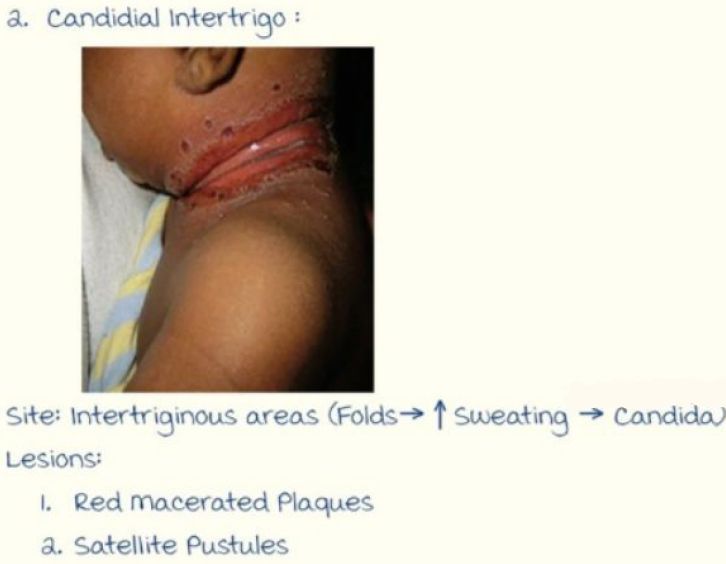 2. Candidial Intertrigo :
Site: Intertriginous areas (Folds→ ↑ Sweating → Candida)
Lesions:
1. Red macerated Plaques
2. Satellite Pustules